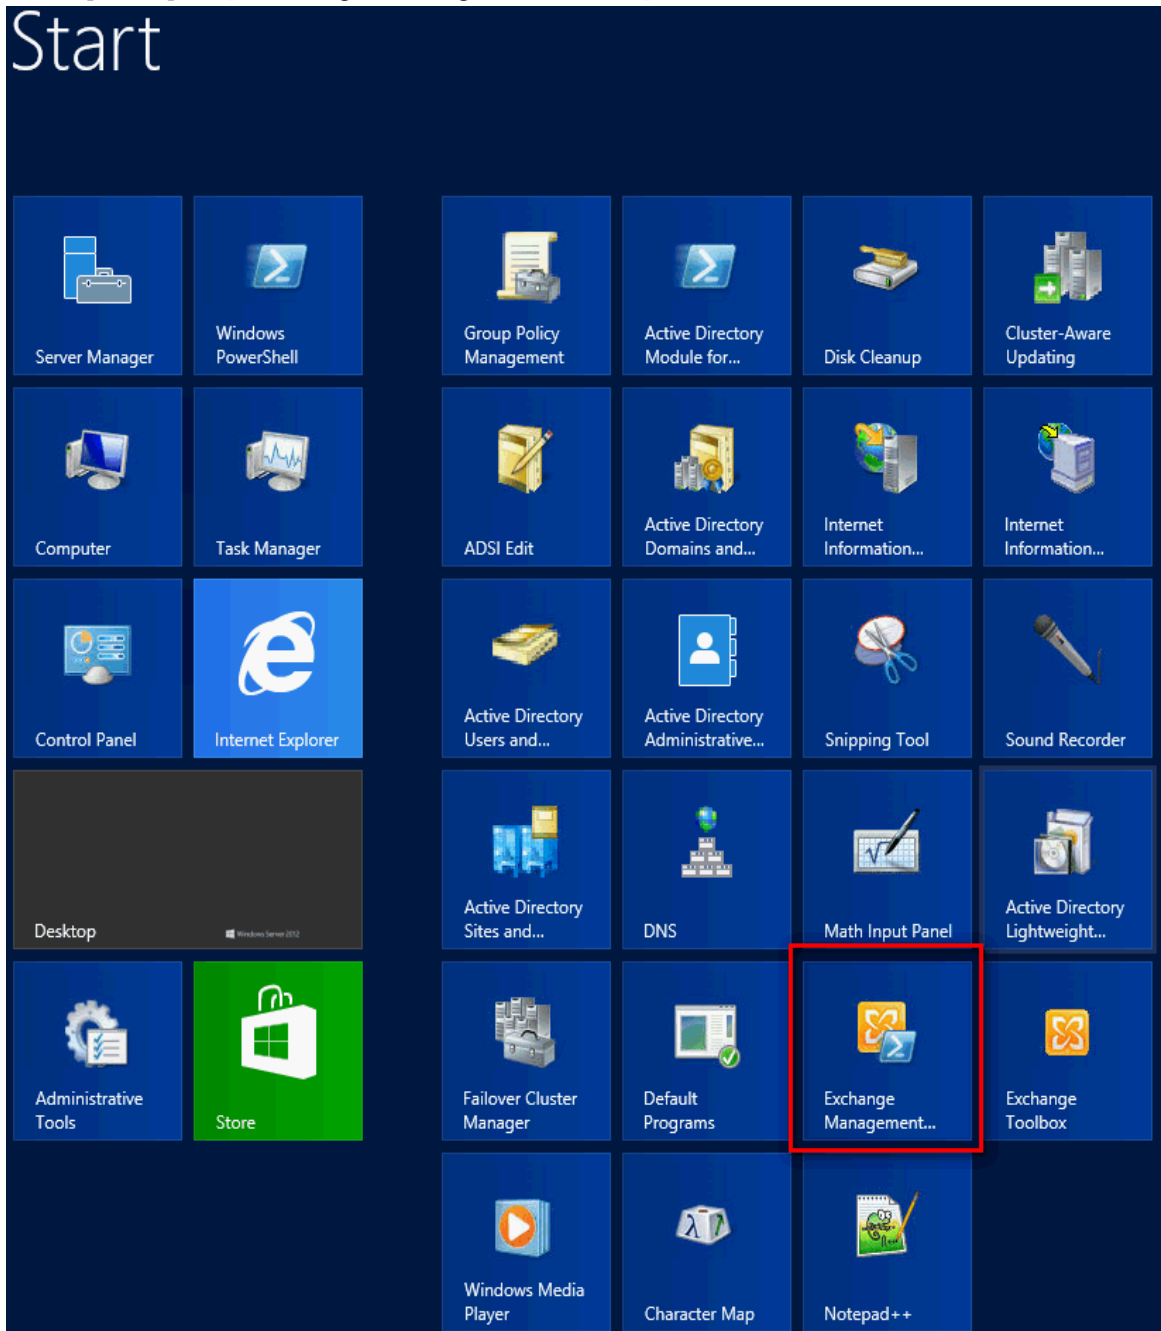 Start
Server Manager
Windows
PowerShell
Group Policy
Management
Active Directory
Module for...
Disk Cleanup
Cluster-Aware
Updating
Computer
Task Manager
ADSI Edit
Active Directory
Domains and...
Internet
Information...
Internet
Information...
Control Panel
Internet Explorer
Active Directory
Users and...
Active Directory
Administrative...
Snipping Tool
Sound Recorder
Desktop
Windows Server 2012
Active Directory
Sites and...
DNS
Math Input Panel
Active Directory
Lightweight...
Administrative
Tools
Store
Failover Cluster
Manager
Default
Programs
Exchange
Management...
Exchange
Toolbox
Windows Media
Player
Character Map
Notepad++